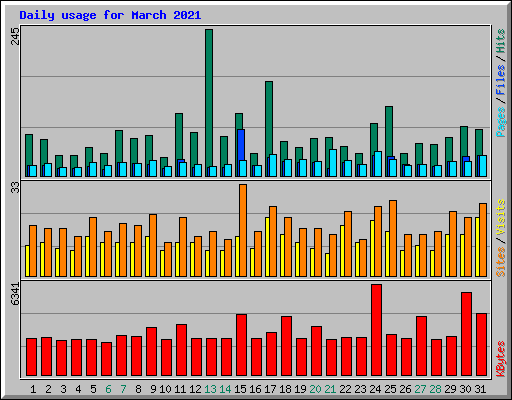 Daily usage for March 2021
245
Pages / Files / Hits
33
Sites / Visits
6341
KBytes
1 2 3 4 5 6 7 8 9 10 11 12 13 14 15 16 17 18 19 20 21 22 23 24 25 26 27 28 29 30 31